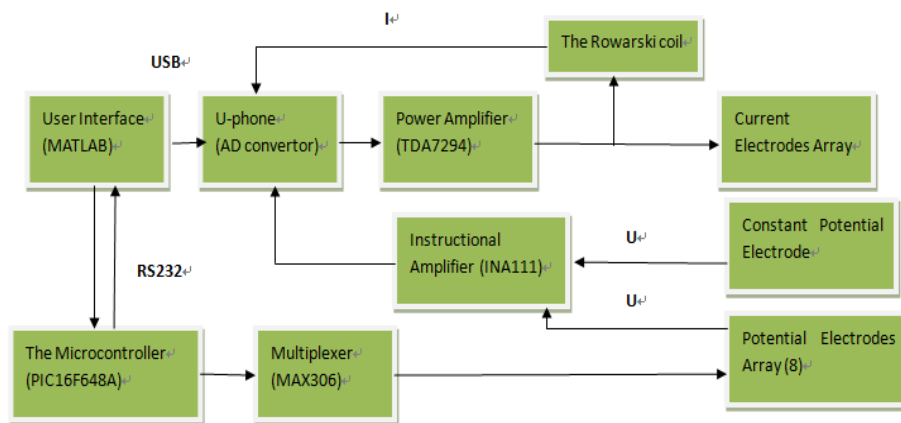 I
The Rowarski coil
USB
User Interface
(MATLAB)
U-phone
(AD convertor)
Power Amplifier
(TDA7294)
Current
Electrodes Array
Instructional
Amplifier (INA111)
U
Constant Potential
Electrode
RS232
U
The Microcontroller
(PIC16F648A)
Multiplexer
(MAX306)
Potential Electrodes
Array (8)